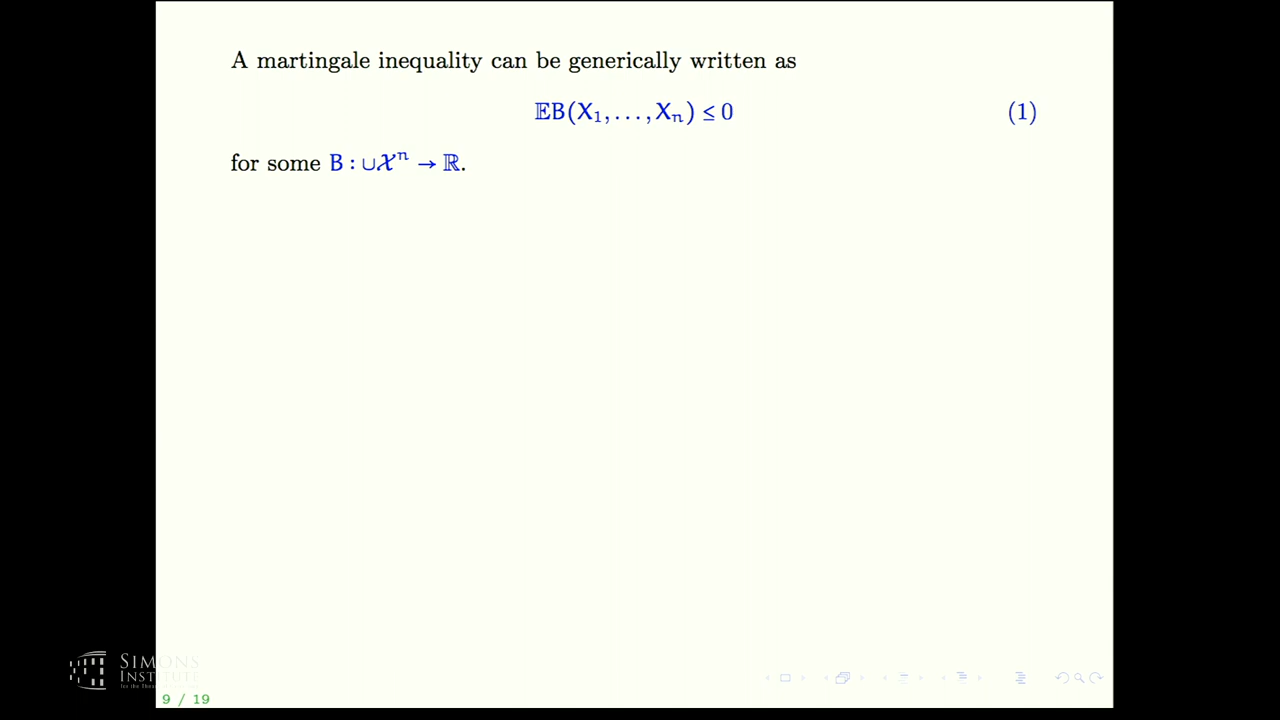 A martingale inequality can be generically written as
𝔼B(X₁, . . . , Xₙ) ≤ 0 (1)
for some B : ∪𝒳ⁿ → ℝ.
SIMONS
INSTITUTE
9 / 19